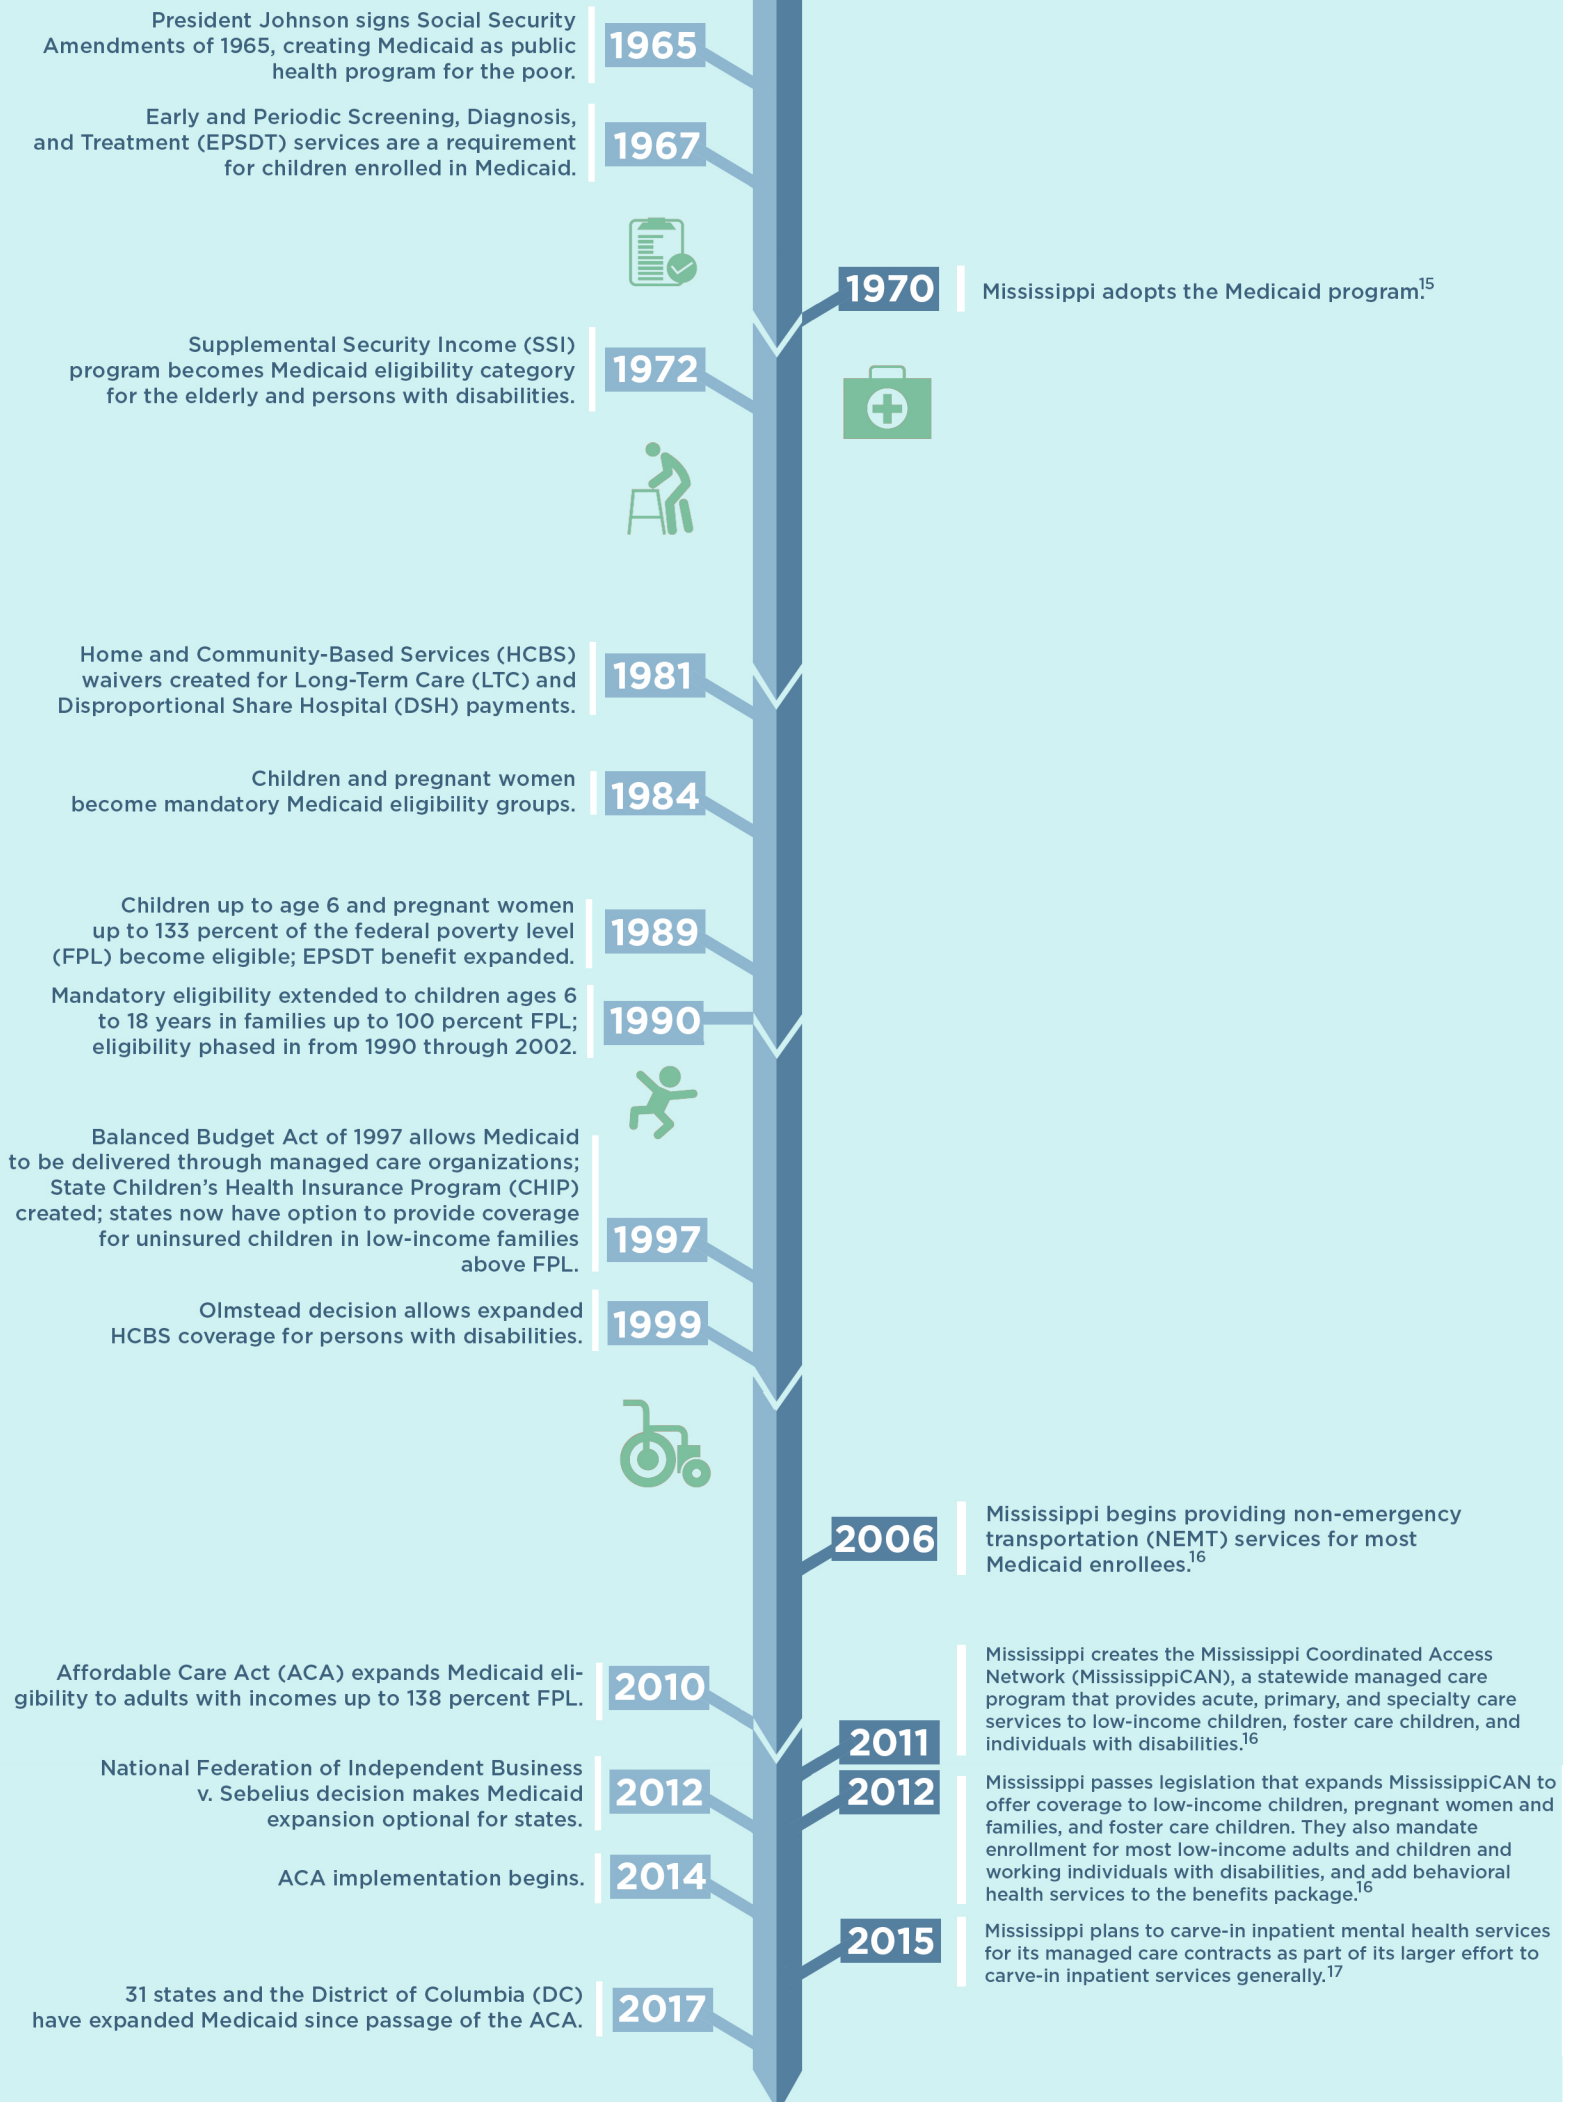 President Johnson signs Social Security
Amendments of 1965, creating Medicaid as public
health program for the poor.
1965
Early and Periodic Screening, Diagnosis,
and Treatment (EPSDT) services are a requirement
for children enrolled in Medicaid.
1967
1970
Mississippi adopts the Medicaid program.15
Supplemental Security Income (SSI)
program becomes Medicaid eligibility category
for the elderly and persons with disabilities.
1972
Home and Community-Based Services (HCBS)
waivers created for Long-Term Care (LTC) and
Disproportional Share Hospital (DSH) payments.
1981
Children and pregnant women
become mandatory Medicaid eligibility groups.
1984
Children up to age 6 and pregnant women
up to 133 percent of the federal poverty level
(FPL) become eligible; EPSDT benefit expanded.
1989
Mandatory eligibility extended to children ages 6
to 18 years in families up to 100 percent FPL;
eligibility phased in from 1990 through 2002.
1990
Balanced Budget Act of 1997 allows Medicaid
to be delivered through managed care organizations;
State Children's Health Insurance Program (CHIP)
created; states now have option to provide coverage
for uninsured children in low-income families
above FPL.
1997
Olmstead decision allows expanded
HCBS coverage for persons with disabilities.
1999
2006
Mississippi begins providing non-emergency
transportation (NEMT) services for most
Medicaid enrollees.16
Affordable Care Act (ACA) expands Medicaid eli-
gibility to adults with incomes up to 138 percent FPL.
2010
2011
Mississippi creates the Mississippi Coordinated Access
Network (MississippiCAN), a statewide managed care
program that provides acute, primary, and specialty care
services to low-income children, foster care children, and
individuals with disabilities.16
National Federation of Independent Business
v. Sebelius decision makes Medicaid
expansion optional for states.
2012
2012
Mississippi passes legislation that expands MississippiCAN to
offer coverage to low-income children, pregnant women and
families, and foster care children. They also mandate
enrollment for most low-income adults and children and
working individuals with disabilities, and add behavioral
health services to the benefits package.16
ACA implementation begins.
2014
2015
Mississippi plans to carve-in inpatient mental health services
for its managed care contracts as part of its larger effort to
carve-in inpatient services generally.17
31 states and the District of Columbia (DC)
have expanded Medicaid since passage of the ACA.
2017